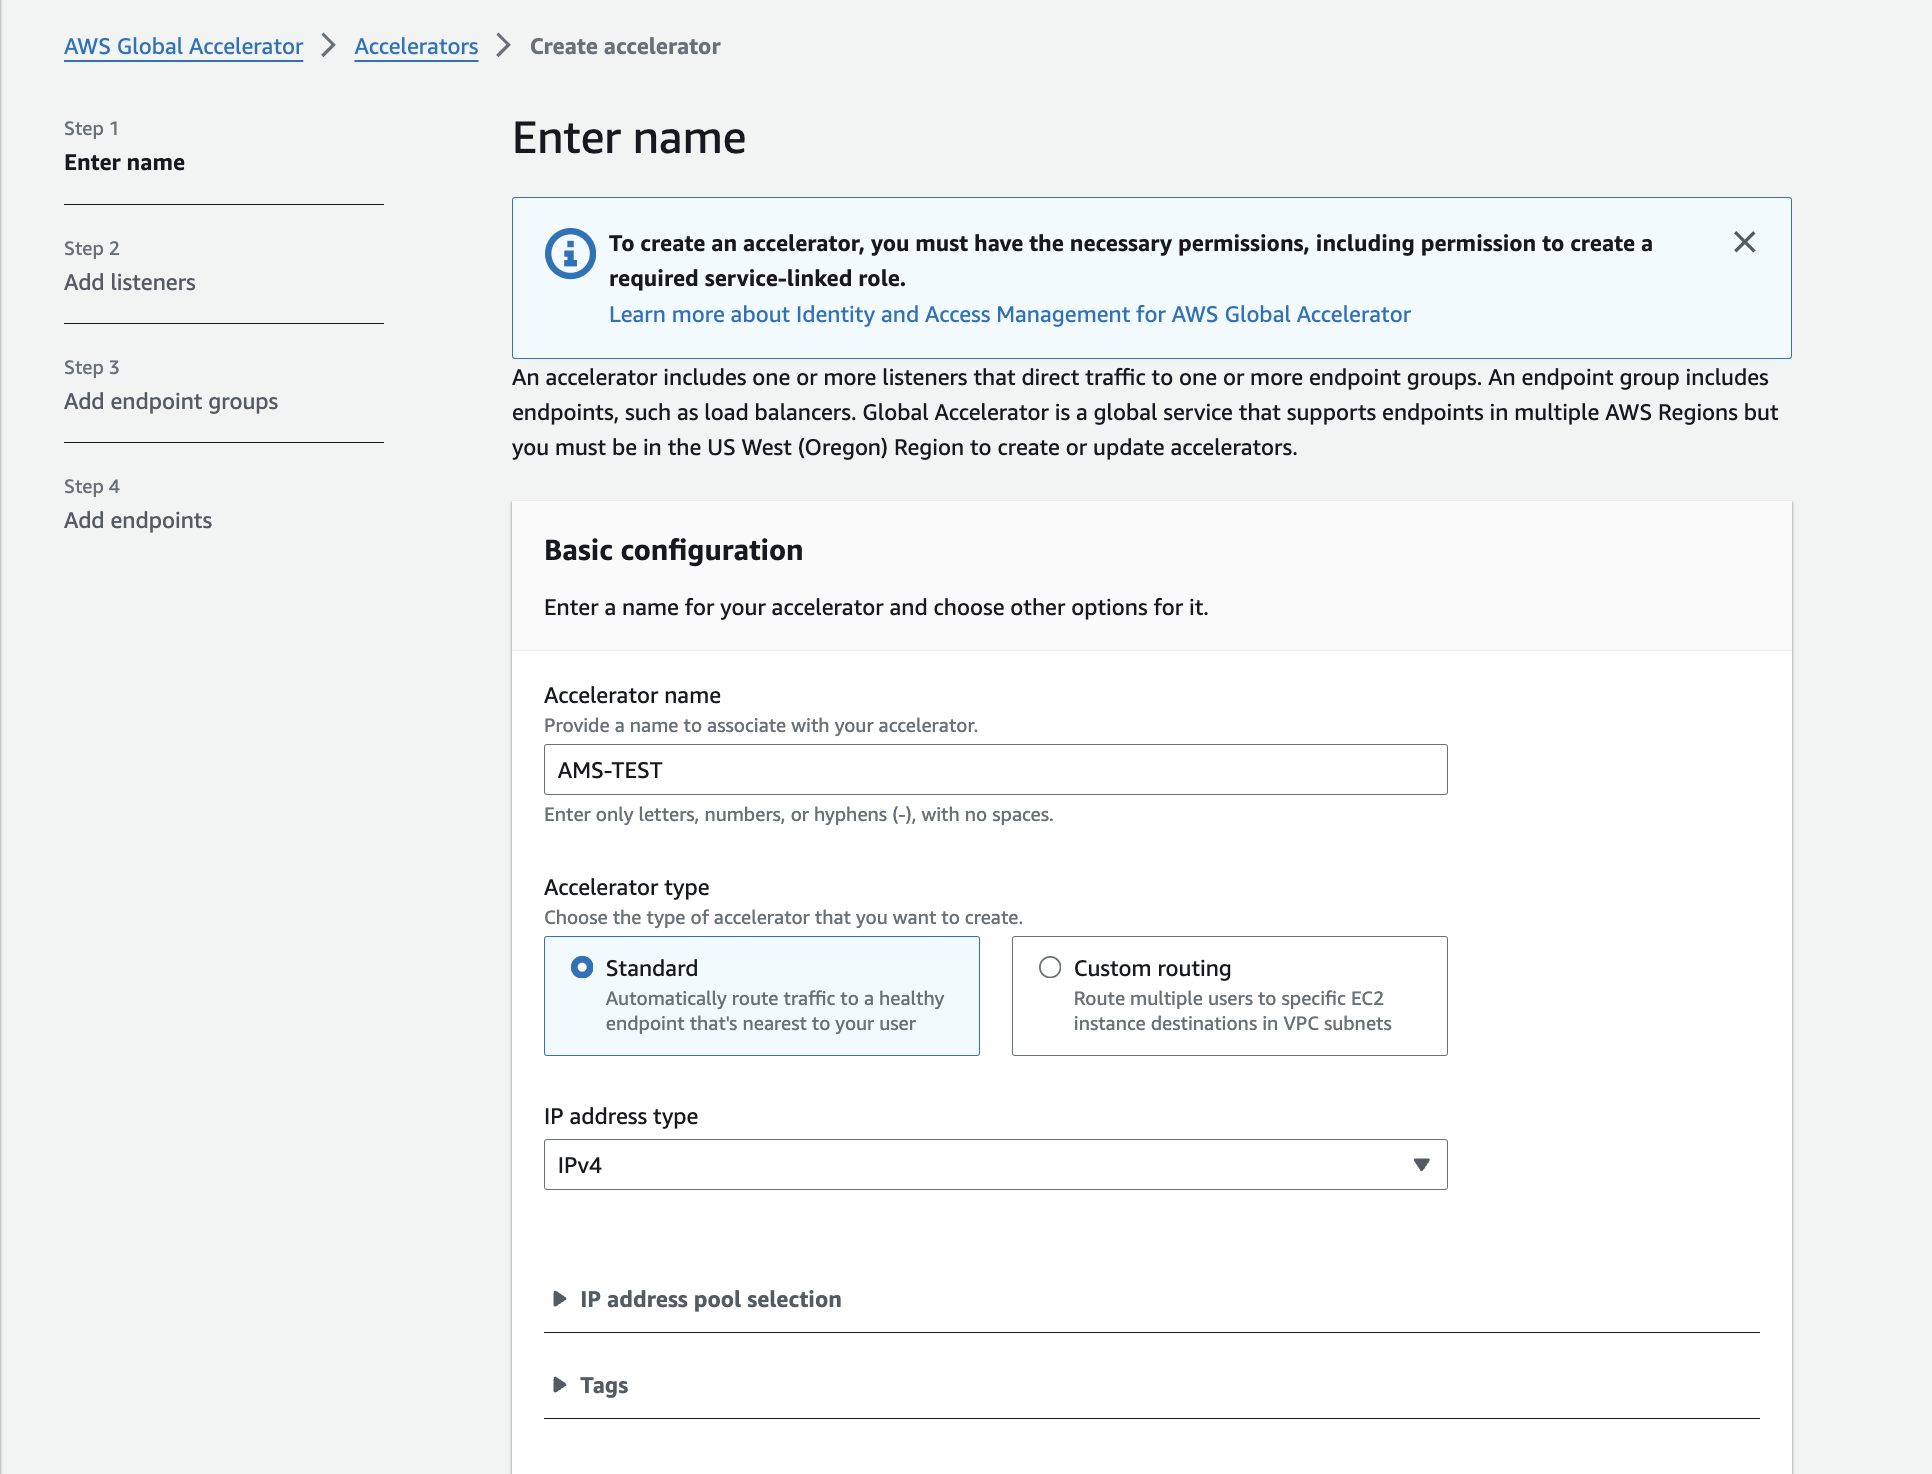 AWS Global Accelerator > Accelerators > Create accelerator
Step 1
Enter name
Step 2
Add listeners
Step 3
Add endpoint groups
Step 4
Add endpoints
Enter name
To create an accelerator, you must have the necessary permissions, including permission to create a
required service-linked role.
Learn more about Identity and Access Management for AWS Global Accelerator
An accelerator includes one or more listeners that direct traffic to one or more endpoint groups. An endpoint group includes
endpoints, such as load balancers. Global Accelerator is a global service that supports endpoints in multiple AWS Regions but
you must be in the US West (Oregon) Region to create or update accelerators.
Basic configuration
Enter a name for your accelerator and choose other options for it.
Accelerator name
Provide a name to associate with your accelerator.
AMS-TEST
Enter only letters, numbers, or hyphens (-), with no spaces.
Accelerator type
Choose the type of accelerator that you want to create.
Standard
Automatically route traffic to a healthy
endpoint that's nearest to your user
Custom routing
Route multiple users to specific EC2
instance destinations in VPC subnets
IP address type
IPv4
IP address pool selection
Tags